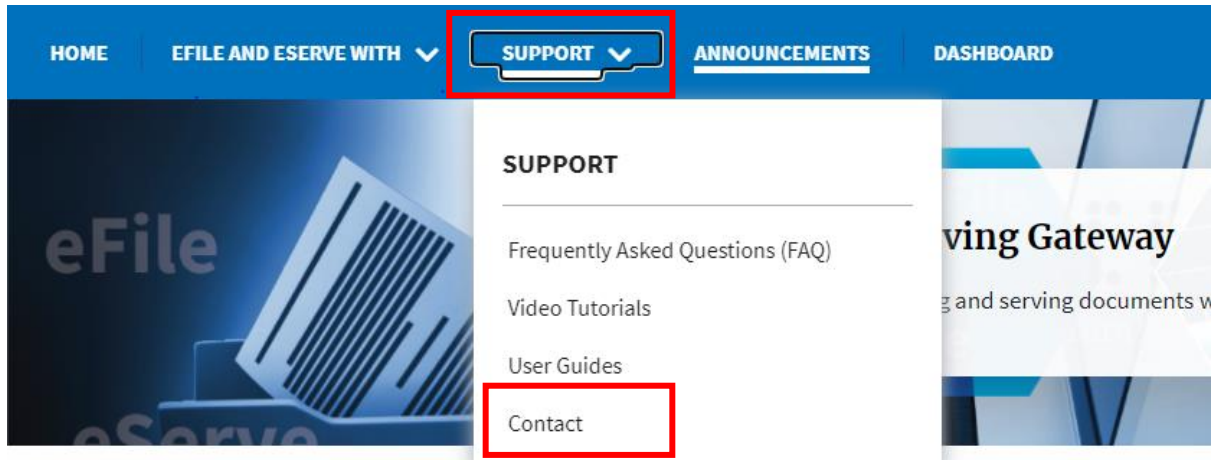 HOME EFILE AND ESERVE WITH SUPPORT ANNOUNCEMENTS DASHBOARD
SUPPORT
eFile
Frequently Asked Questions (FAQ)
ving Gateway
Video Tutorials
g and serving documents w
User Guides
Contact
eServe